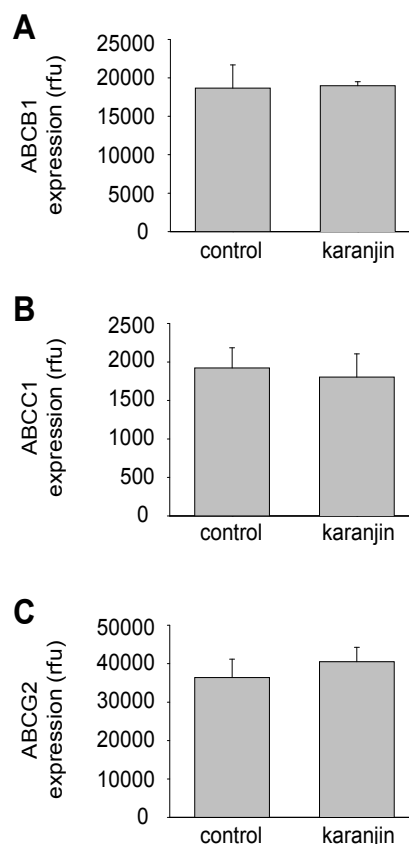 A
ABCB1
expression (rfu)
25000
20000
15000
10000
5000
0
control karanjin
B
ABCC1
expression (rfu)
2500
2000
1500
1000
500
0
control karanjin
C
ABCG2
expression (rfu)
50000
40000
30000
20000
10000
0
control karanjin